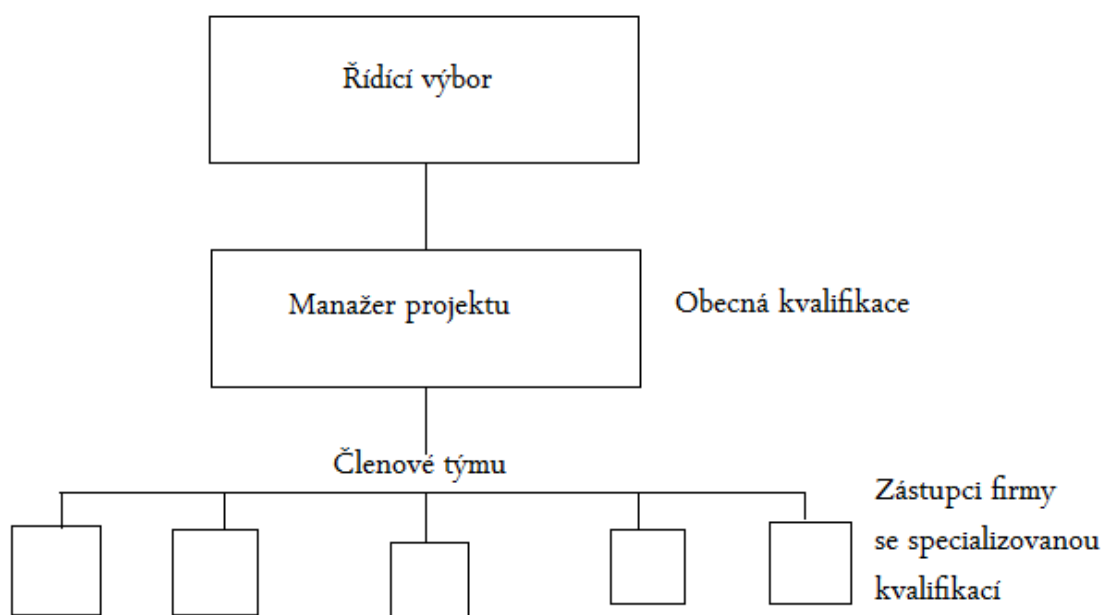 Řídící výbor
Manažer projektu
Obecná kvalifikace
Členové týmu
Zástupci firmy
se specializovanou
kvalifikací